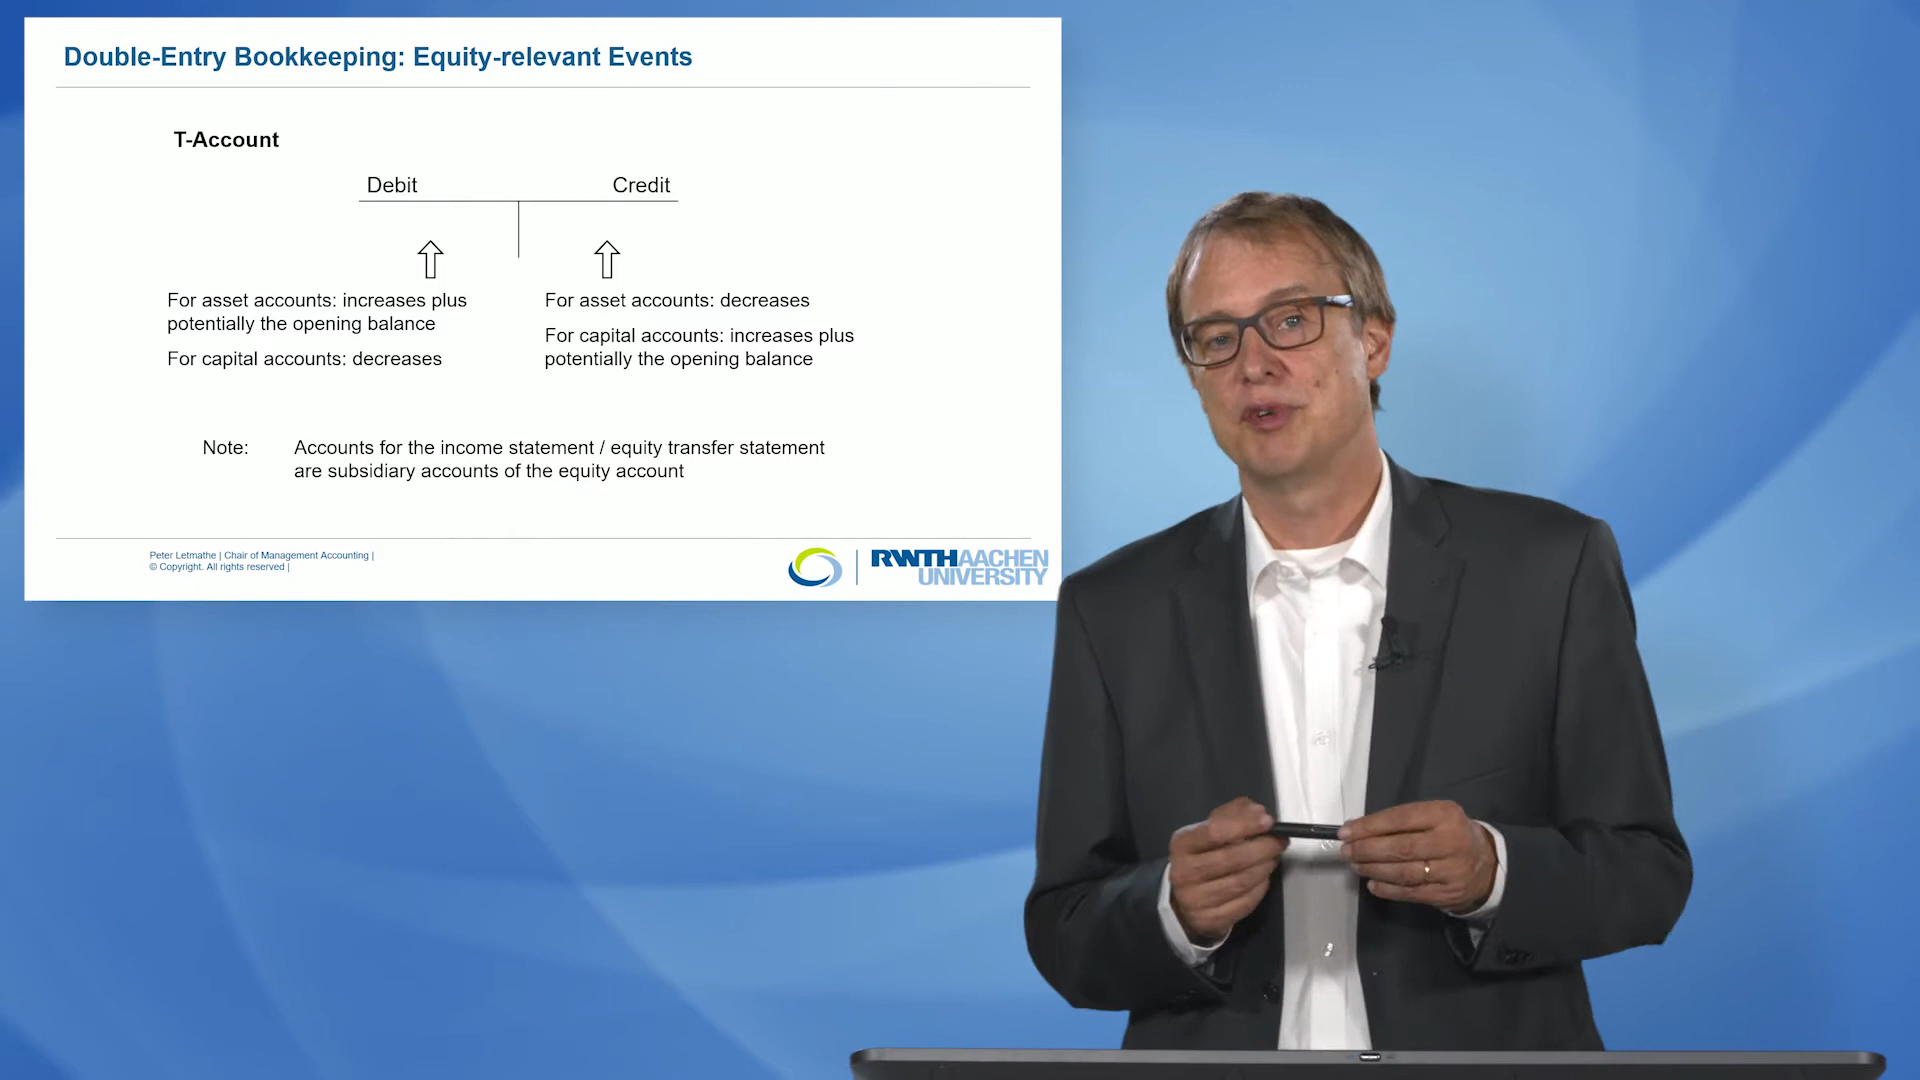 Double-Entry Bookkeeping: Equity-relevant Events
T-Account
Debit
Credit
For asset accounts: increases plus
potentially the opening balance
For capital accounts: decreases
For asset accounts: decreases
For capital accounts: increases plus
potentially the opening balance
Note:
Accounts for the income statement / equity transfer statement
are subsidiary accounts of the equity account
Peter Letmathe | Chair of Management Accounting |
© Copyright. All rights reserved |
RWTHAACHEN
UNIVERSITY